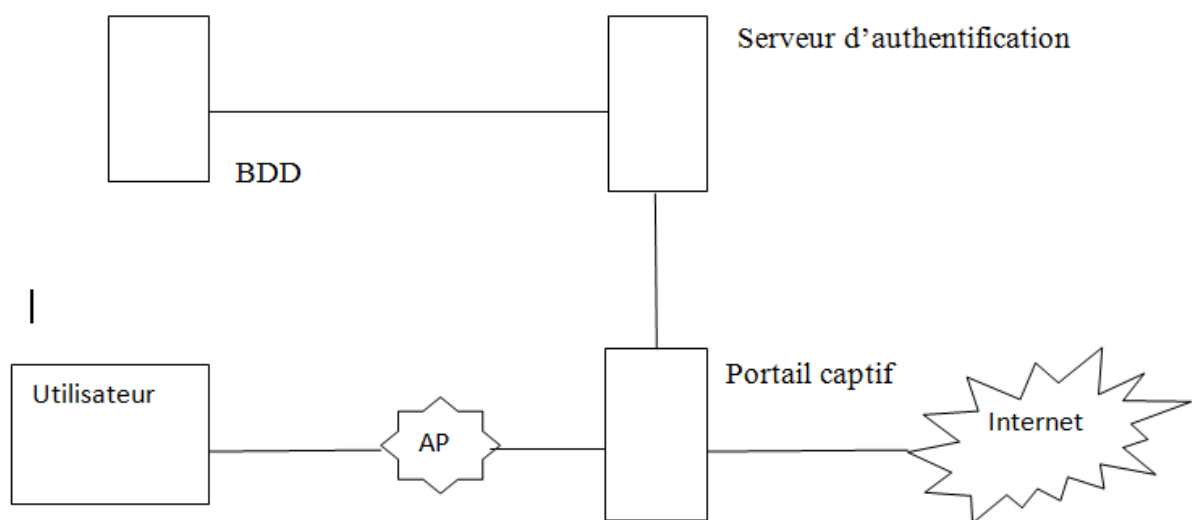 Serveur d’authentification
BDD
Portail captif
Utilisateur
Internet
AP